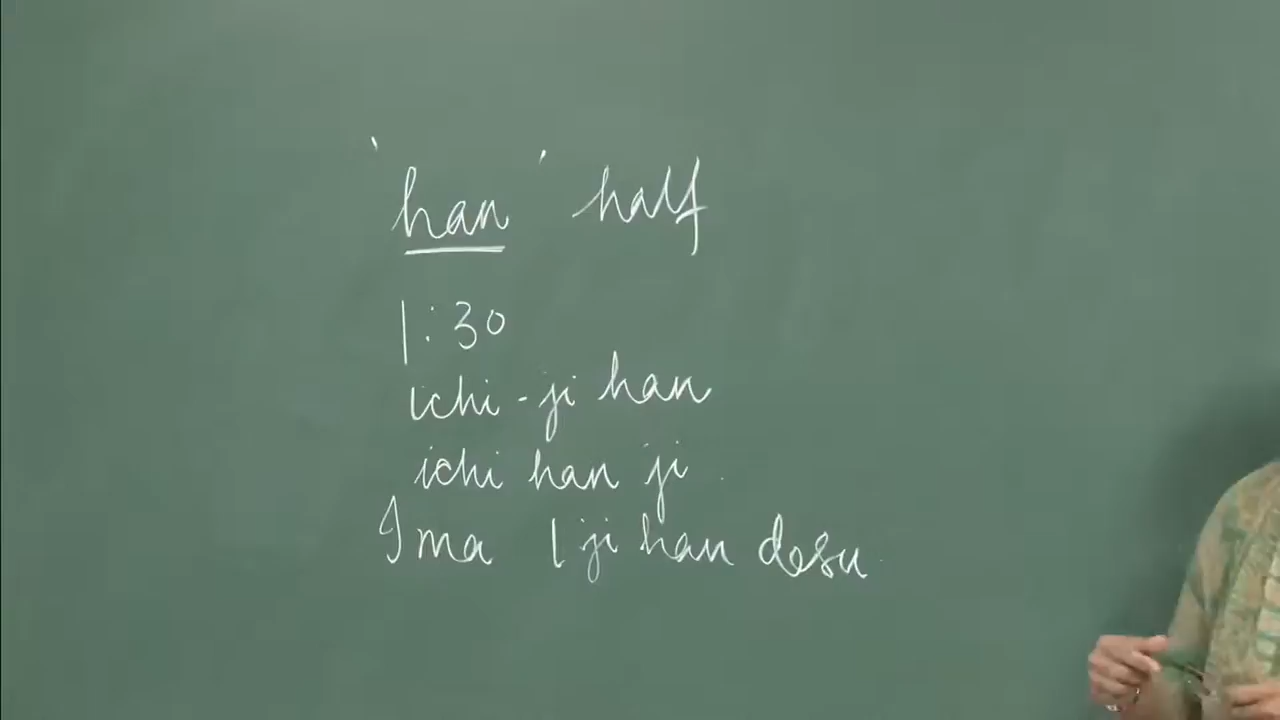 'han' half
1:30
ichi-ji han
ichi han ji
Ima 1 ji han desu.